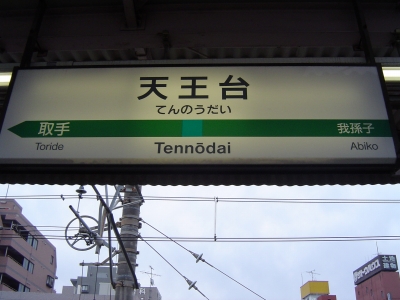 天王台
てんのうだい
取手 我孫子
Toride Tennōdai Abiko